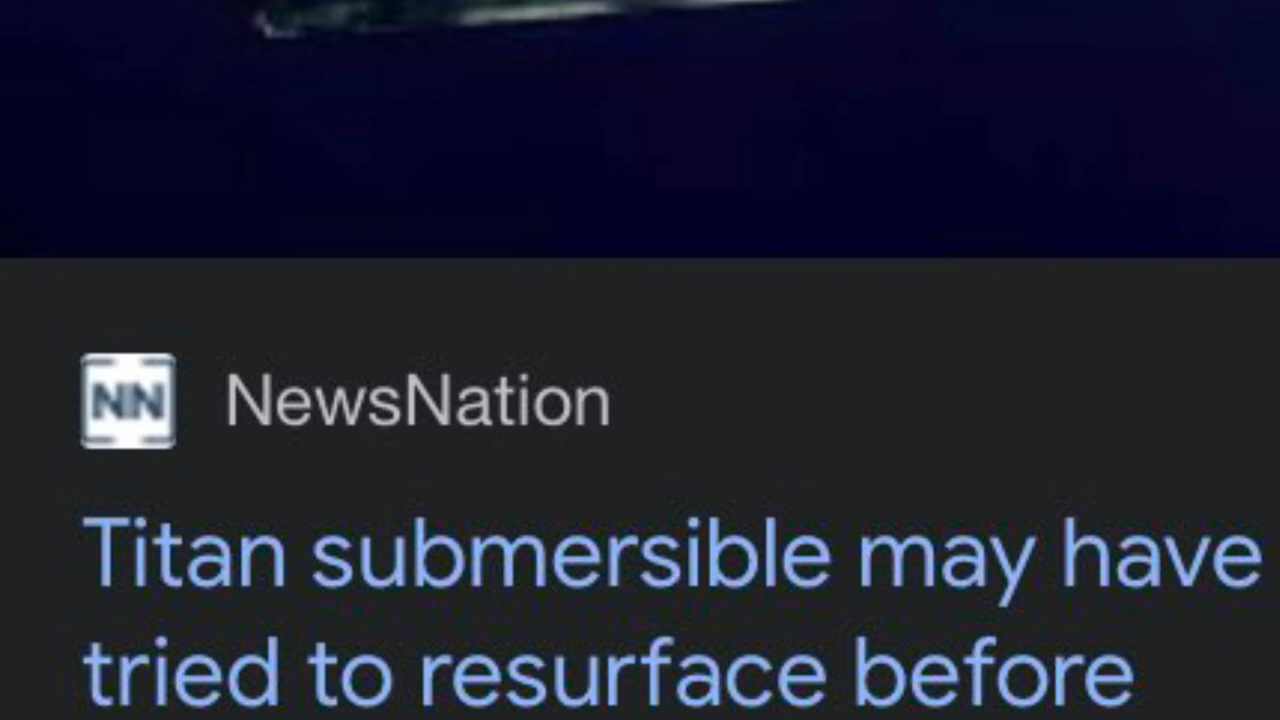 NN
NewsNation
Titan submersible may have
tried to resurface before